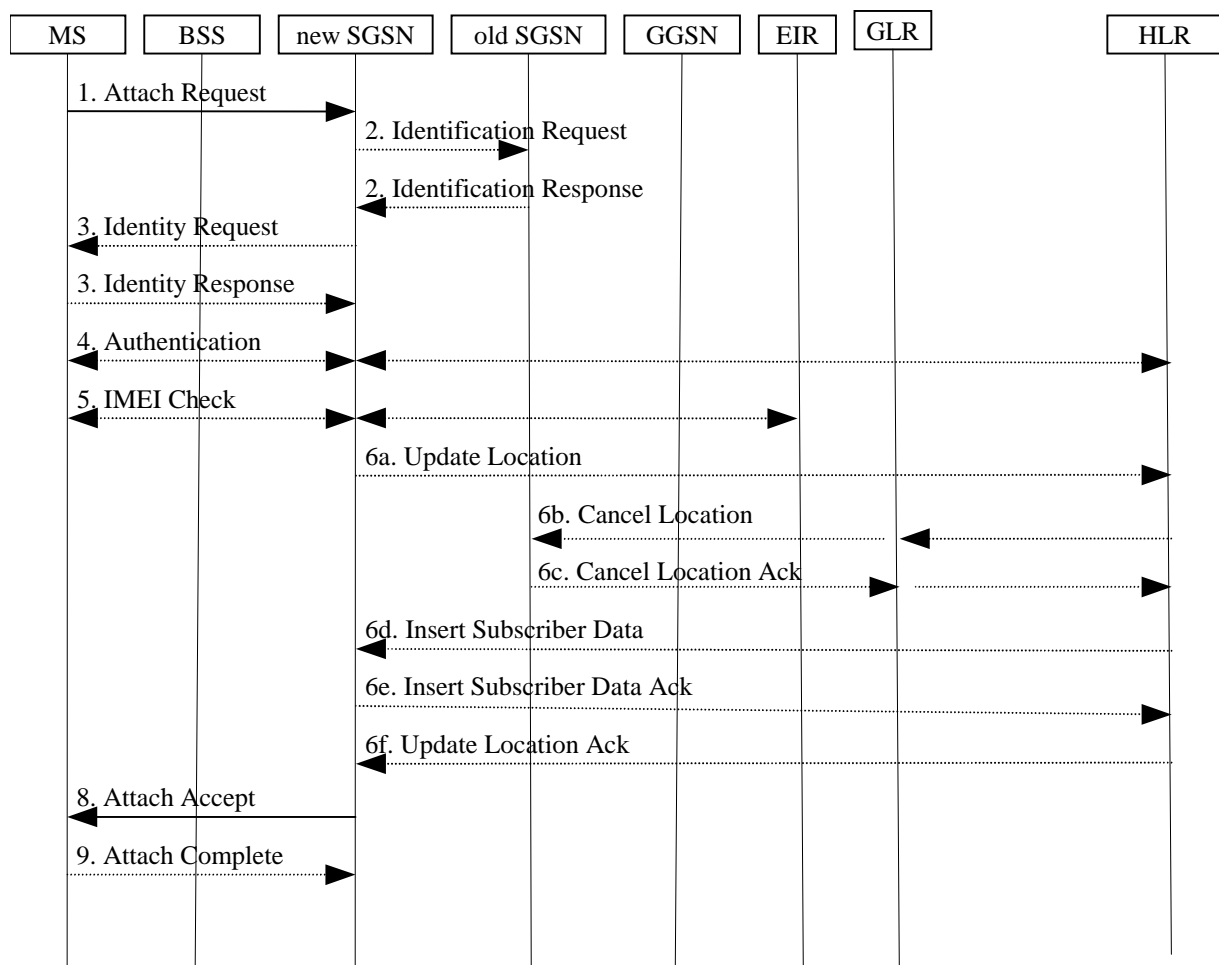 MS BSS new SGSN old SGSN GGSN EIR GLR HLR
1. Attach Request
2. Identification Request
2. Identification Response
3. Identity Request
3. Identity Response
4. Authentication
5. IMEI Check
6a. Update Location
6b. Cancel Location
6c. Cancel Location Ack
6d. Insert Subscriber Data
6e. Insert Subscriber Data Ack
6f. Update Location Ack
8. Attach Accept
9. Attach Complete